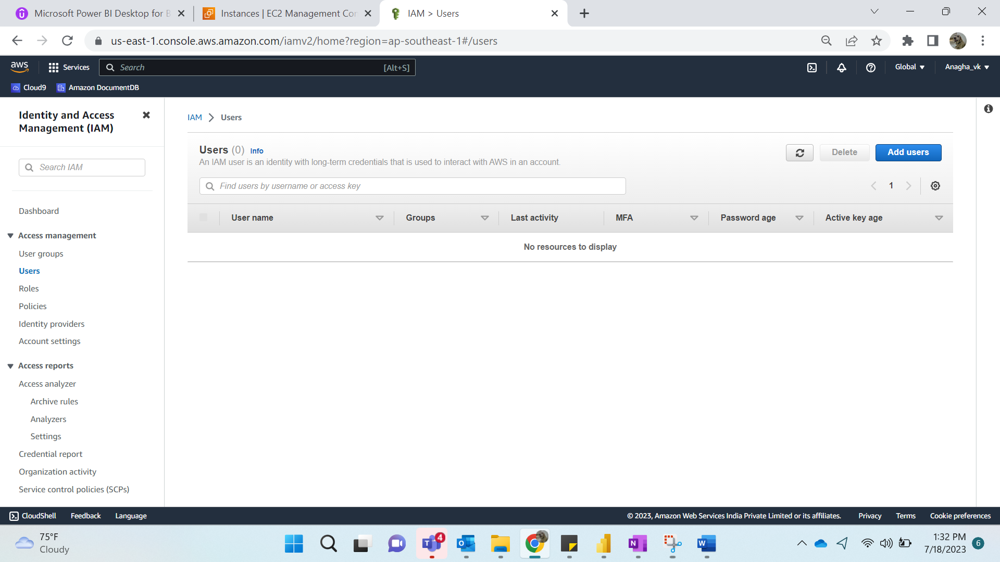 Microsoft Power BI Desktop for B
Instances | EC2 Management Con
IAM > Users
us-east-1.console.aws.amazon.com/iamv2/home?region=ap-southeast-1#/users
aws
Services
Search
[Alt+S]
Global
Anagha_vk
Cloud9
Amazon DocumentDB
Identity and Access
Management (IAM)
Search IAM
Dashboard
Access management
User groups
Users
Roles
Policies
Identity providers
Account settings
Access reports
Access analyzer
Archive rules
Analyzers
Settings
Credential report
Organization activity
Service control policies (SCPs)
IAM > Users
Users (0) Info
An IAM user is an identity with long-term credentials that is used to interact with AWS in an account.
Delete
Add users
Find users by username or access key
1
User name
Groups
Last activity
MFA
Password age
Active key age
No resources to display
CloudShell
Feedback
Language
© 2023, Amazon Web Services India Private Limited or its affiliates.
Privacy
Terms
Cookie preferences
75°F
Cloudy
T
4
O
N
W
1:32 PM
7/18/2023
6